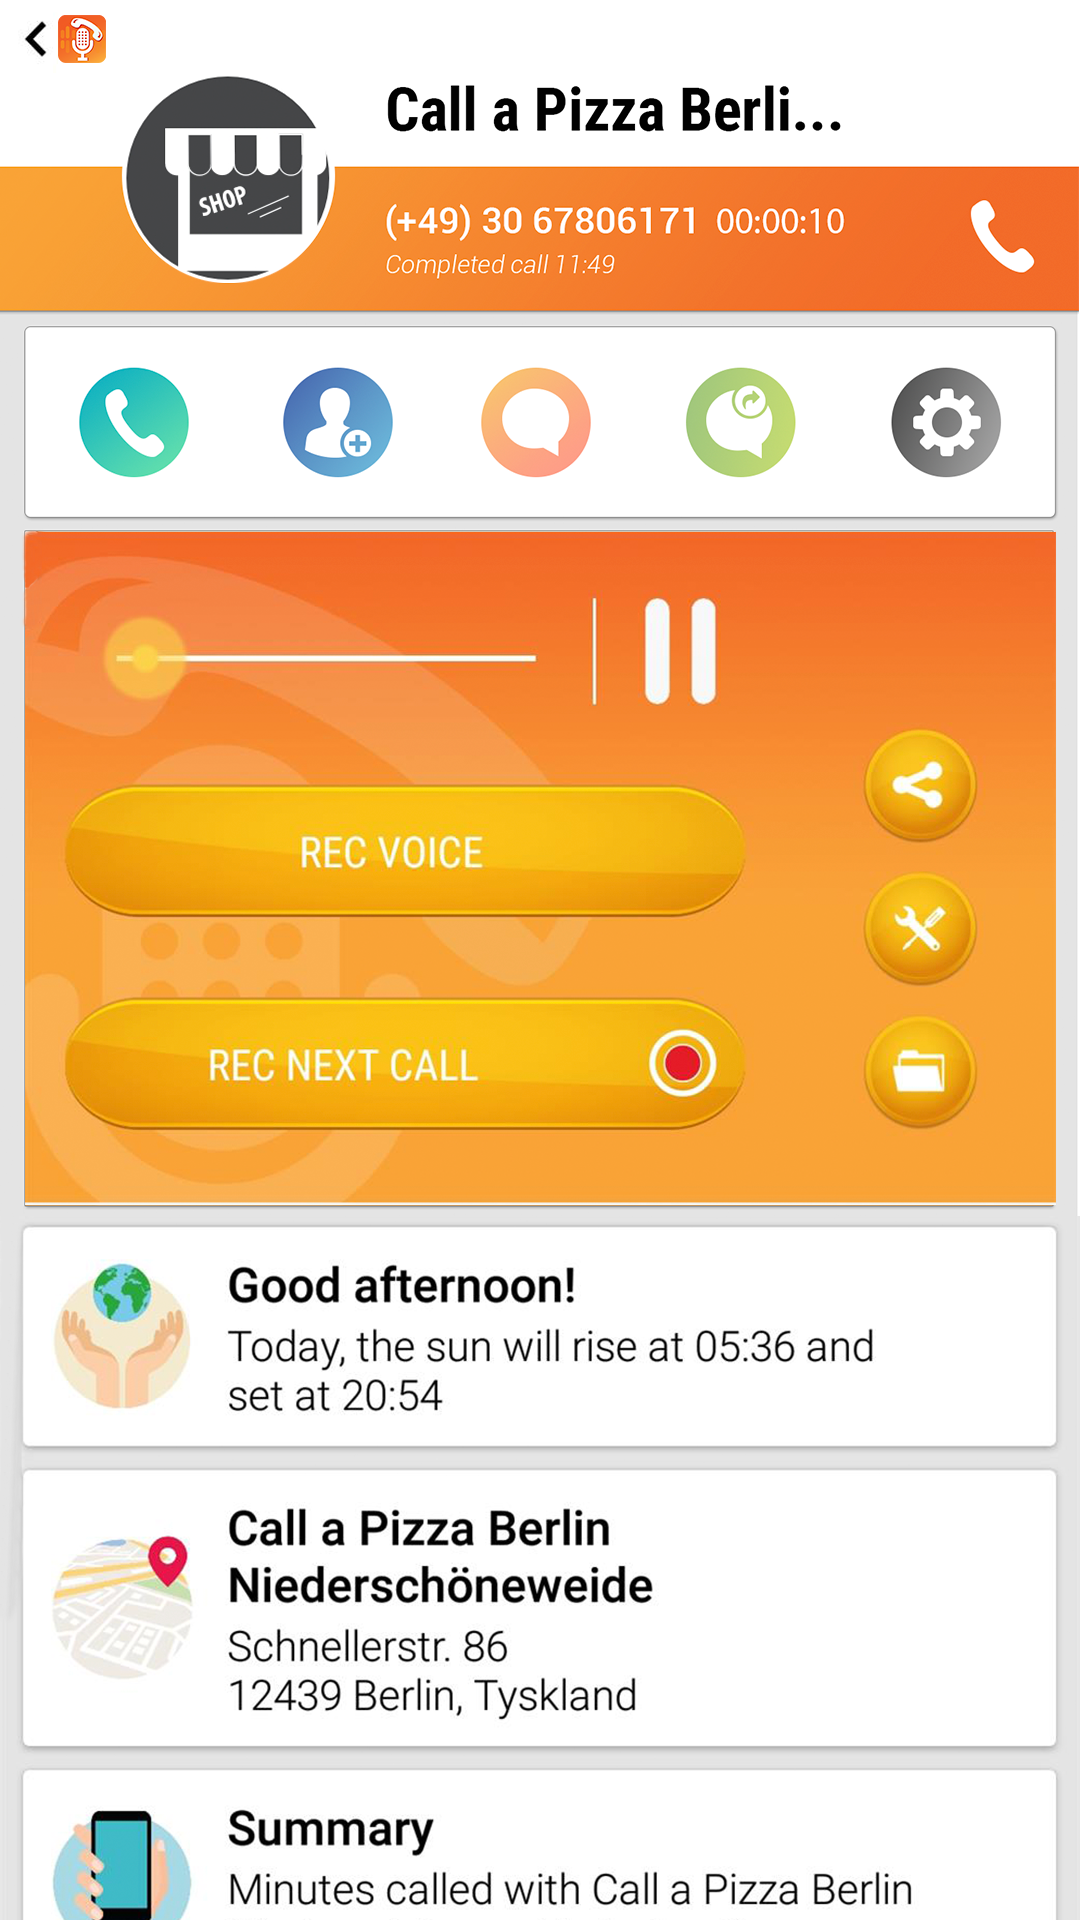 Call a Pizza Berli...
SHOP
(+49) 30 67806171 00:00:10
Completed call 11:49
REC VOICE
REC NEXT CALL
Good afternoon!
Today, the sun will rise at 05:36 and
set at 20:54
Call a Pizza Berlin
Niederschöneweide
Schnellerstr. 86
12439 Berlin, Tyskland
Summary
Minutes called with Call a Pizza Berlin